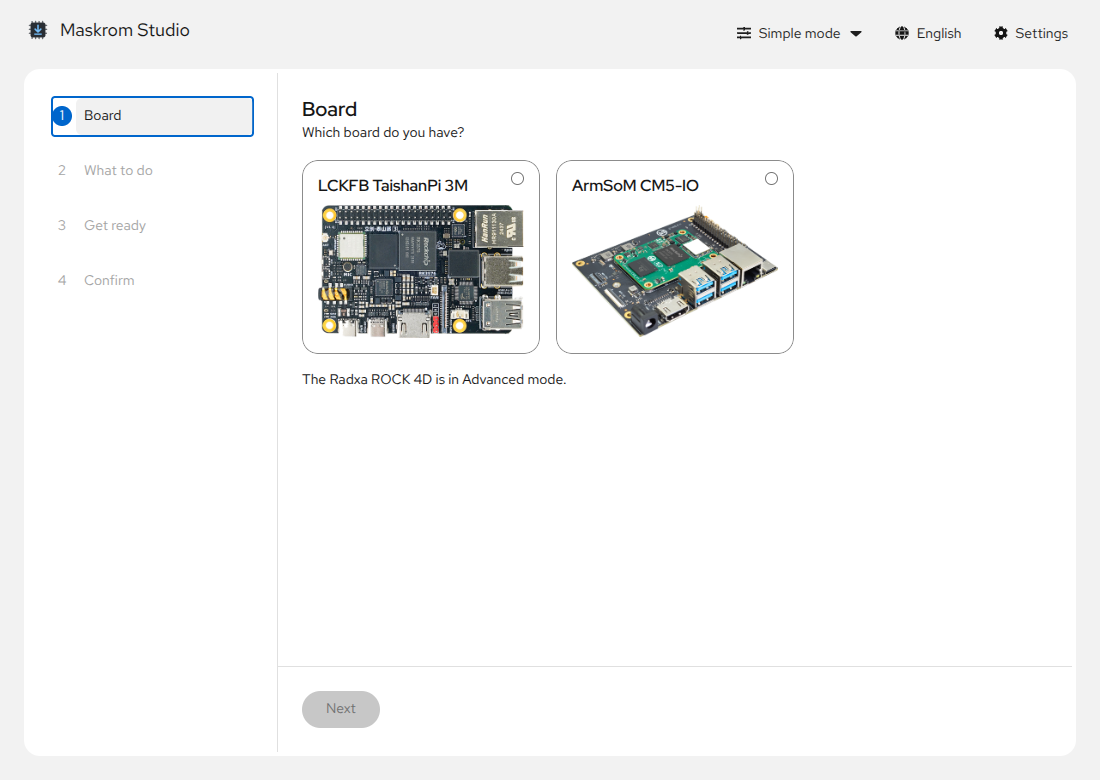 Maskrom Studio
Simple mode
English
Settings
1 Board
2 What to do
3 Get ready
4 Confirm
Board
Which board do you have?
LCKFB TaishanPi 3M
HanRun
Rockchip
ArmSoM CM5-IO
The Radxa ROCK 4D is in Advanced mode.
Next